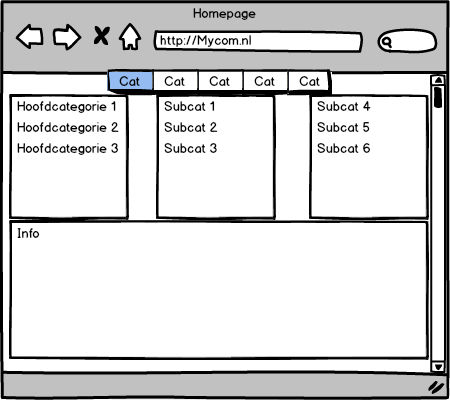 Homepage
http://Mycom.nl
Cat Cat Cat Cat Cat
Hoofdcategorie 1
Hoofdcategorie 2
Hoofdcategorie 3
Subcat 1
Subcat 2
Subcat 3
Subcat 4
Subcat 5
Subcat 6
Info